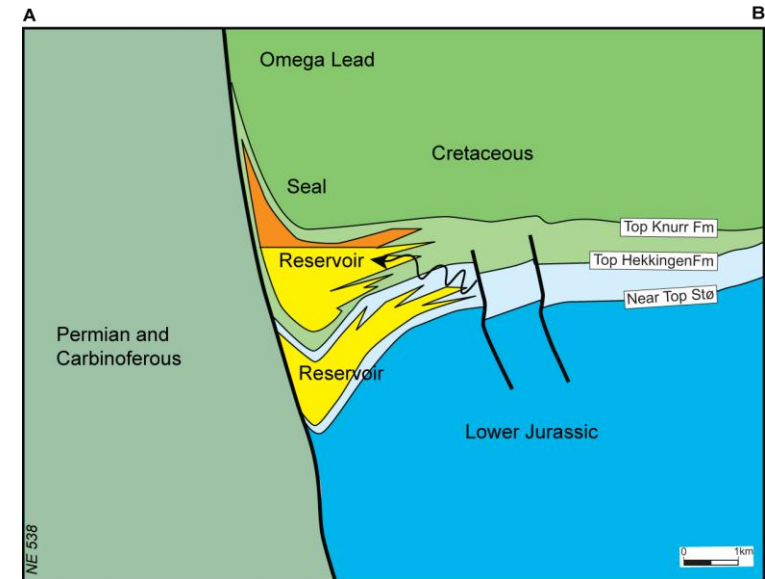 A
B
Omega Lead
Cretaceous
Seal
Top Knurr Fm
Reservoir
Top HekkingenFm
Near Top Stø
Permian and
Carbinoferous
Reservoir
Lower Jurassic
NE 538
0 1km